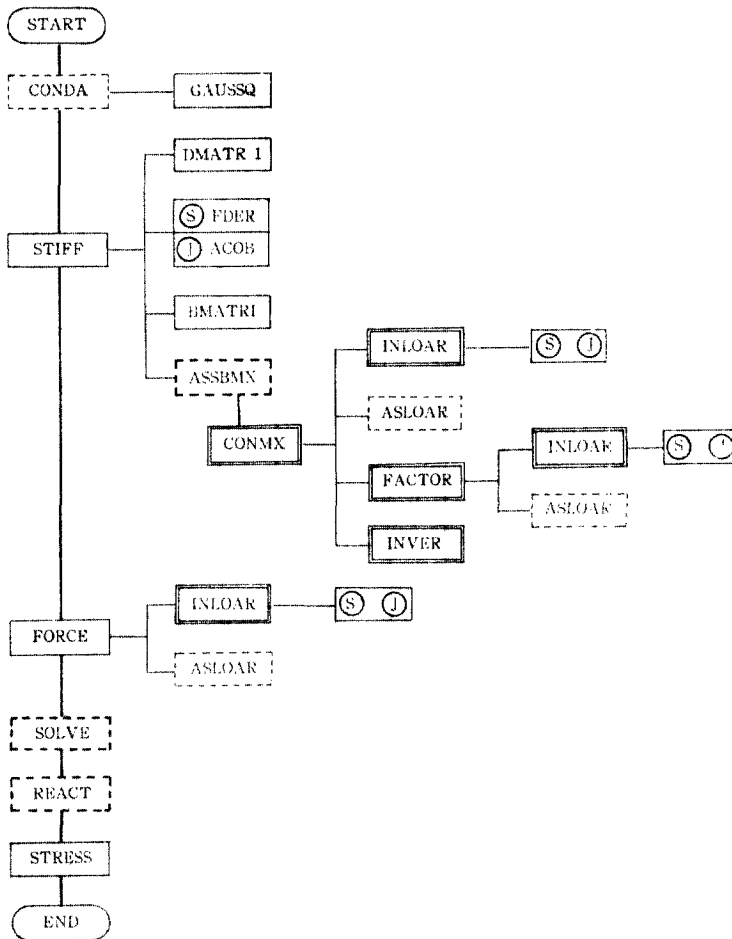 START
CONDA
GAUSSQ
DMATR 1
Ⓢ FDER
Ⓙ ACOB
STIFF
BMATRI
ASSBMX
INLOAR
Ⓢ Ⓙ
ASLOAR
CONMX
INLOAR
Ⓢ
FACTOR
ASLOAR
INVER
INLOAR
Ⓢ Ⓙ
FORCE
ASLOAR
SOLVE
REACT
STRESS
END